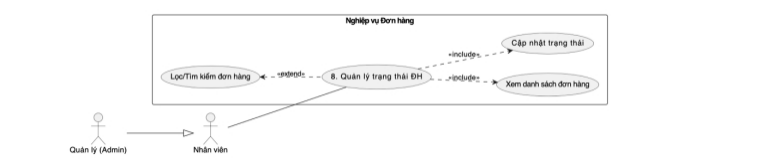 Nghiệp vụ Đơn hàng
Cập nhật trạng thái
«include»
Lọc/Tìm kiếm đơn hàng
«extend»
8. Quản lý trạng thái ĐH
«include»
Xem danh sách đơn hàng
Quản lý (Admin)
Nhân viên